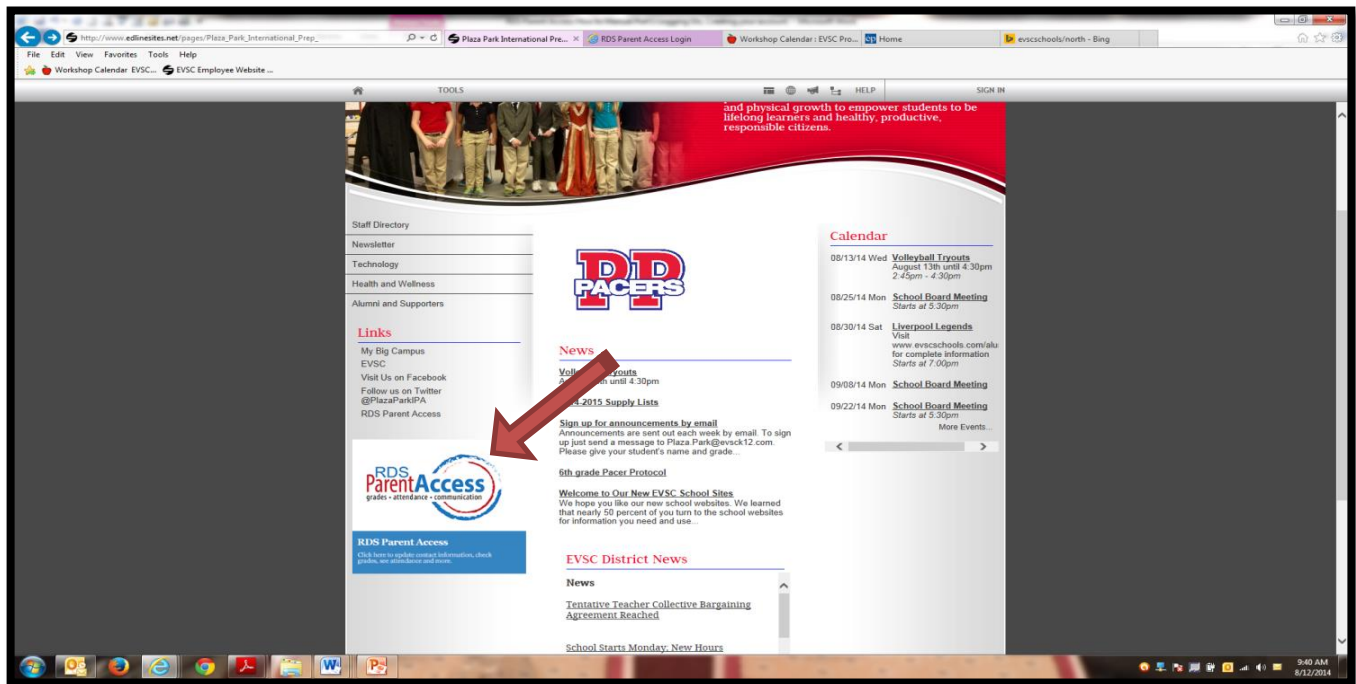 http://www.edlinesites.net/pages/Plaza_Park_International_Prep_
Plaza Park International Pre...
RDS Parent Access Login
Workshop Calendar : EVSC Pro...
Home
evscschools/north - Bing
File Edit View Favorites Tools Help
Workshop Calendar EVSC...
EVSC Employee Website ...
TOOLS
HELP
SIGN IN
and physical growth to empower students to be
lifelong learners and healthy, productive,
responsible citizens.
Staff Directory
Newsletter
Technology
Health and Wellness
Alumni and Supporters
Links
My Big Campus
EVSC
Visit Us on Facebook
Follow us on Twitter
@PlazaParkIPA
RDS Parent Access
RDS
ParentAccess
grades • attendance • communication
RDS Parent Access
Click here to update contact information, check
grades, see attendance and more.
PP
PACERS
News
until 4:30pm
-2015 Supply Lists
Sign up for announcements by email
Announcements are sent out each week by email. To sign
up just send a message to Plaza.Park@evsck12.com.
Please give your student's name and grade...
6th grade Pacer Protocol
Welcome to Our New EVSC School Sites
We hope you like our new school websites. We learned
that nearly 50 percent of you turn to the school websites
for information you need and use...
EVSC District News
News
Tentative Teacher Collective Bargaining
Agreement Reached
School Starts Monday, New Hours
Calendar
08/13/14 Wed Volleyball Tryouts
August 13th until 4:30pm
2:45pm - 4:30pm
08/25/14 Mon School Board Meeting
Starts at 5:30pm
08/30/14 Sat Liverpool Legends
Visit
www.evscschools.com/alu
for complete information
Starts at 7:00pm
09/08/14 Mon School Board Meeting
09/22/14 Mon School Board Meeting
Starts at 5:30pm
More Events...
9:40 AM
8/12/2014